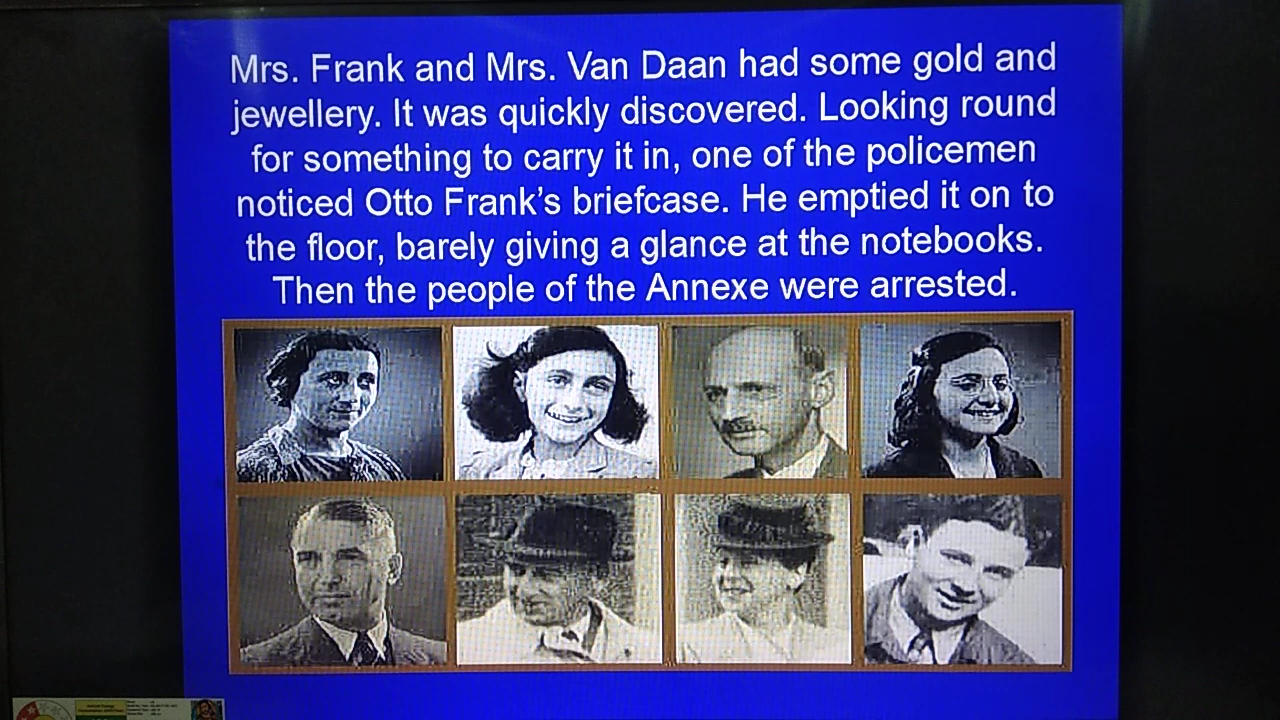 Mrs. Frank and Mrs. Van Daan had some gold and
jewellery. It was quickly discovered. Looking round
for something to carry it in, one of the policemen
noticed Otto Frank’s briefcase. He emptied it on to
the floor, barely giving a glance at the notebooks.
Then the people of the Annexe were arrested.